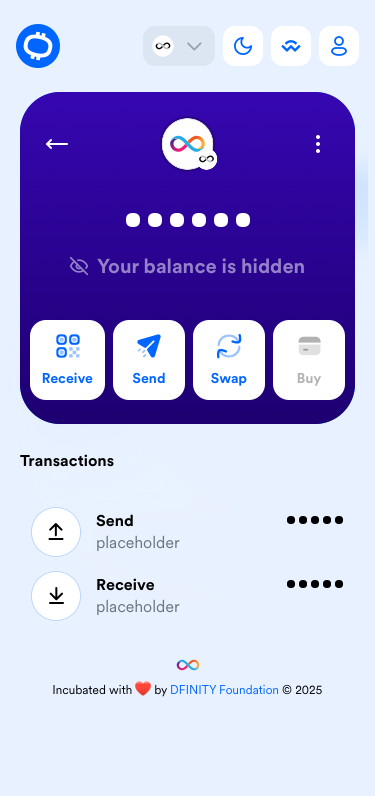 Your balance is hidden
Receive
Send
Swap
Buy
Transactions
Send
placeholder
Receive
placeholder
Incubated with ❤️ by DFINITY Foundation © 2025